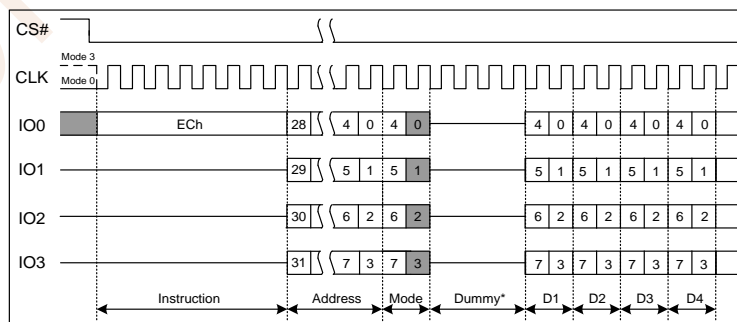 CS#
Mode 3
CLK
Mode 0
IO0 ECh 28 4 0 4 0 4 0 4 0 4 0 4 0
IO1 29 5 1 5 1 5 1 5 1 5 1 5 1
IO2 30 6 2 6 2 6 2 6 2 6 2 6 2
IO3 31 7 3 7 3 7 3 7 3 7 3 7 3
Instruction Address Mode Dummy* D1 D2 D3 D4